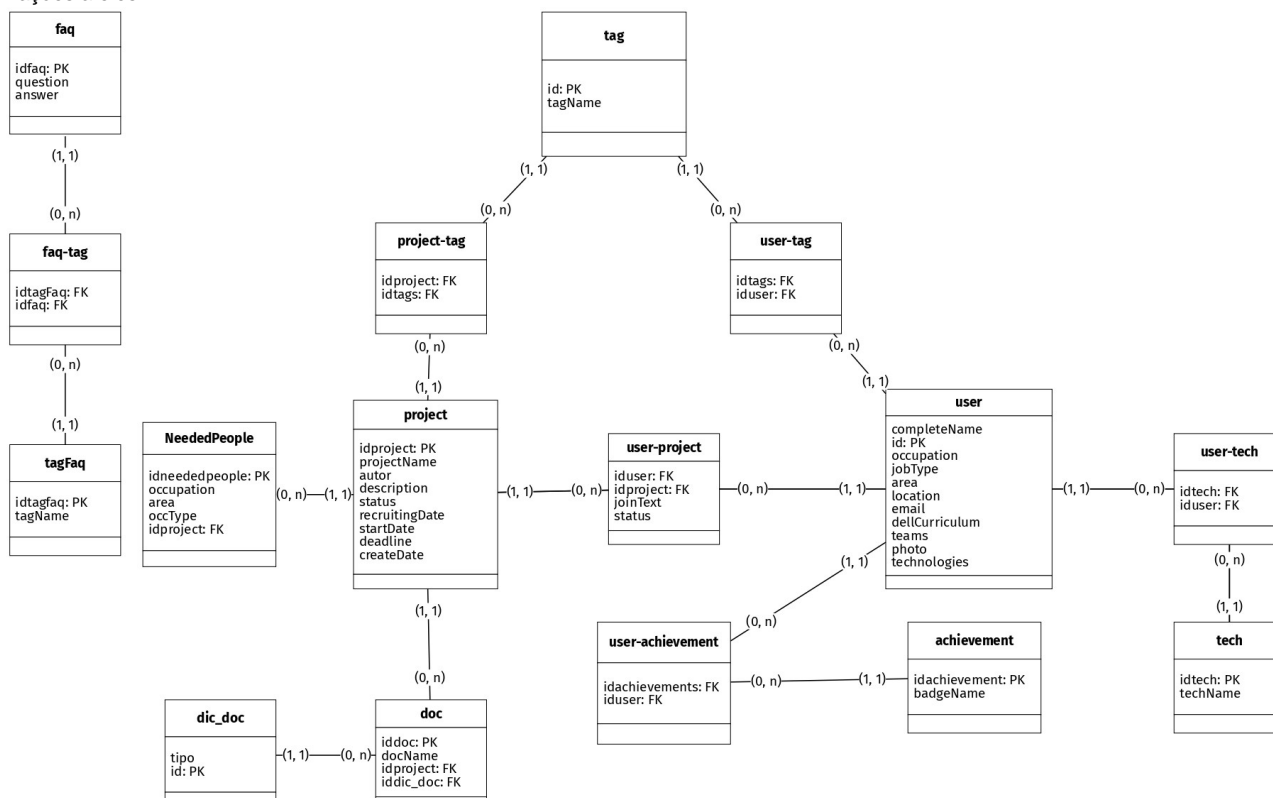 faq
idfaq: PK
question
answer
(1, 1)
(0, n)
faq-tag
idtagFaq: FK
idfaq: FK
(0, n)
(1, 1)
tagFaq
idtagfaq: PK
tagName
tag
id: PK
tagName
(1, 1)
(1, 1)
(0, n)
(0, n)
project-tag
idproject: FK
idtags: FK
user-tag
idtags: FK
iduser: FK
(0, n)
(1, 1)
(0, n)
(1, 1)
NeededPeople
idneededpeople: PK
occupation
area
occType
idproject: FK
(0, n)
(1, 1)
project
idproject: PK
projectName
autor
description
status
recruitingDate
startDate
deadline
createDate
(1, 1)
(0, n)
user-project
iduser: FK
idproject: FK
joinText
status
(0, n)
(1, 1)
user
completeName
id: PK
occupation
jobType
area
location
email
dellCurriculum
teams
photo
technologies
(1, 1)
(0, n)
user-tech
idtech: FK
iduser: FK
(0, n)
(1, 1)
tech
idtech: PK
techName
(1, 1)
(0, n)
user-achievement
idachievements: FK
iduser: FK
(0, n)
(1, 1)
achievement
idachievement: PK
badgeName
(1, 1)
(0, n)
dic_doc
tipo
id: PK
(1, 1)
(0, n)
doc
iddoc: PK
docName
idproject: FK
iddic_doc: FK